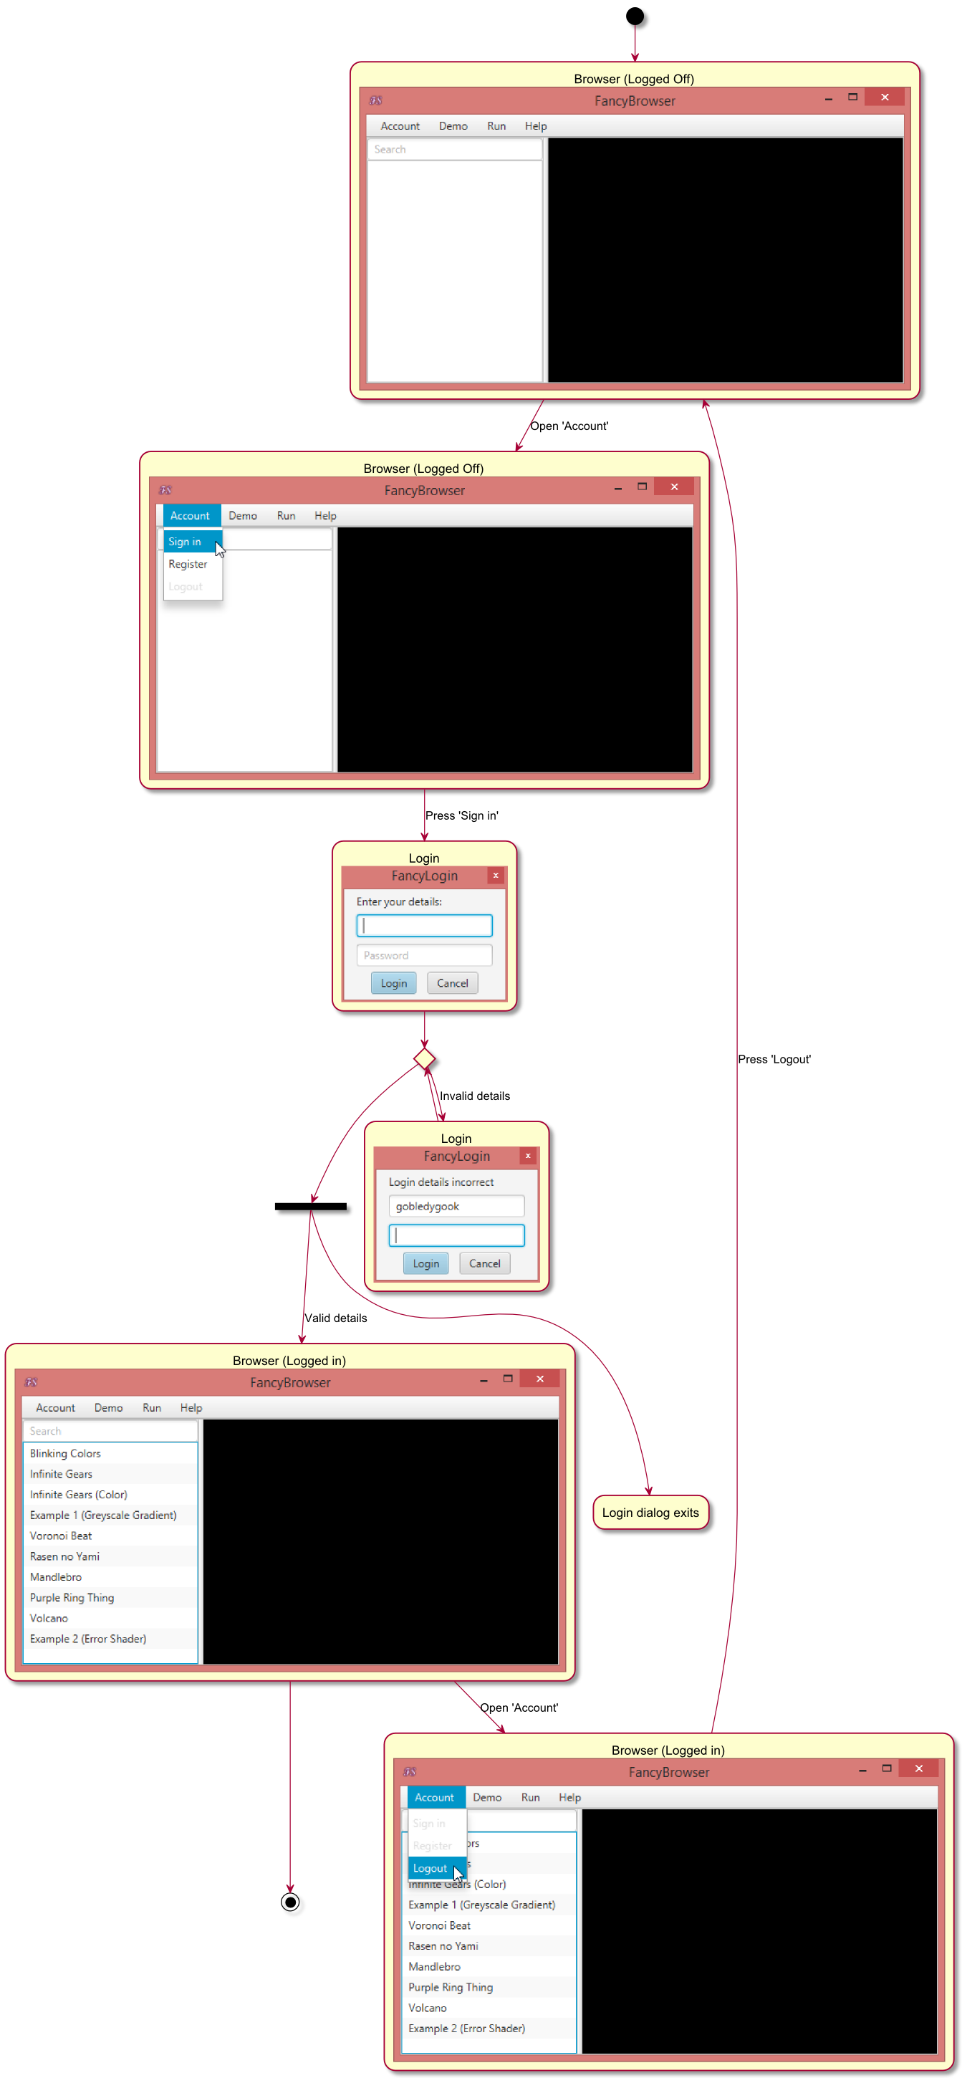 Browser (Logged Off)
FancyBrowser
Account Demo Run Help
Search
Open 'Account'
Browser (Logged Off)
FancyBrowser
Account Demo Run Help
Sign in
Register
Logout
Press 'Sign in'
Login
FancyLogin
Enter your details:
Password
Login Cancel
Press 'Logout'
Invalid details
Login
FancyLogin
Login details incorrect
gobledygook
Login Cancel
Valid details
Browser (Logged in)
FancyBrowser
Account Demo Run Help
Search
Blinking Colors
Infinite Gears
Infinite Gears (Color)
Example 1 (Greyscale Gradient)
Voronoi Beat
Rasen no Yami
Mandlebro
Purple Ring Thing
Volcano
Example 2 (Error Shader)
Login dialog exits
Open 'Account'
Browser (Logged in)
FancyBrowser
Account Demo Run Help
Sign in
Register
ors
Logout
s
Infinite Gears (Color)
Example 1 (Greyscale Gradient)
Voronoi Beat
Rasen no Yami
Mandlebro
Purple Ring Thing
Volcano
Example 2 (Error Shader)